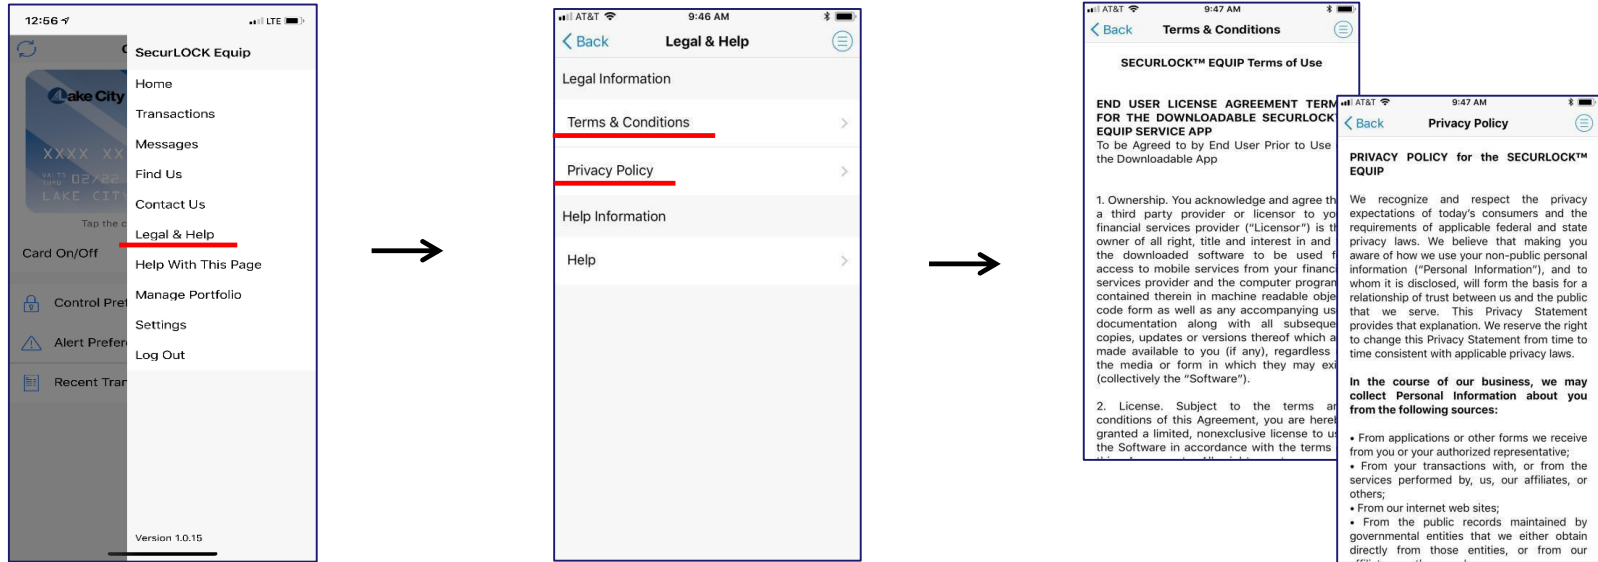 12:56
LTE
SecurLOCK Equip
Lake City
XXXX XX
VALID THRU 02/22
LAKE CITY
Tap the c
Card On/Off
Control Pref
Alert Prefer
Recent Tran
Home
Transactions
Messages
Find Us
Contact Us
Legal & Help
Help With This Page
Manage Portfolio
Settings
Log Out
Version 1.0.15
AT&T 9:46 AM
Back Legal & Help
Legal Information
Terms & Conditions
Privacy Policy
Help Information
Help
AT&T 9:47 AM
Back Terms & Conditions
SECURLOCK™ EQUIP Terms of Use
END USER LICENSE AGREEMENT TERM
FOR THE DOWNLOADABLE SECURLOCK
EQUIP SERVICE APP
To be Agreed to by End User Prior to Use
the Downloadable App
1. Ownership. You acknowledge and agree th
a third party provider or licensor to yo
financial services provider (“Licensor”) is th
owner of all right, title and interest in and
the downloaded software to be used f
access to mobile services from your financi
services provider and the computer program
contained therein in machine readable obje
code form as well as any accompanying us
documentation along with all subseque
copies, updates or versions thereof which a
made available to you (if any), regardless
the media or form in which they may exi
(collectively the “Software”).
2. License. Subject to the terms an
conditions of this Agreement, you are hereb
granted a limited, nonexclusive license to us
the Software in accordance with the terms
AT&T 9:47 AM
Back Privacy Policy
PRIVACY POLICY for the SECURLOCK™
EQUIP
We recognize and respect the privacy
expectations of today’s consumers and the
requirements of applicable federal and state
privacy laws. We believe that making you
aware of how we use your non-public personal
information (“Personal Information”), and to
whom it is disclosed, will form the basis for a
relationship of trust between us and the public
that we serve. This Privacy Statement
provides that explanation. We reserve the right
to change this Privacy Statement from time to
time consistent with applicable privacy laws.
In the course of our business, we may
collect Personal Information about you
from the following sources:
• From applications or other forms we receive
from you or your authorized representative;
• From your transactions with, or from the
services performed by, us, our affiliates, or
others;
• From our internet web sites;
• From the public records maintained by
governmental entities that we either obtain
directly from those entities, or from our